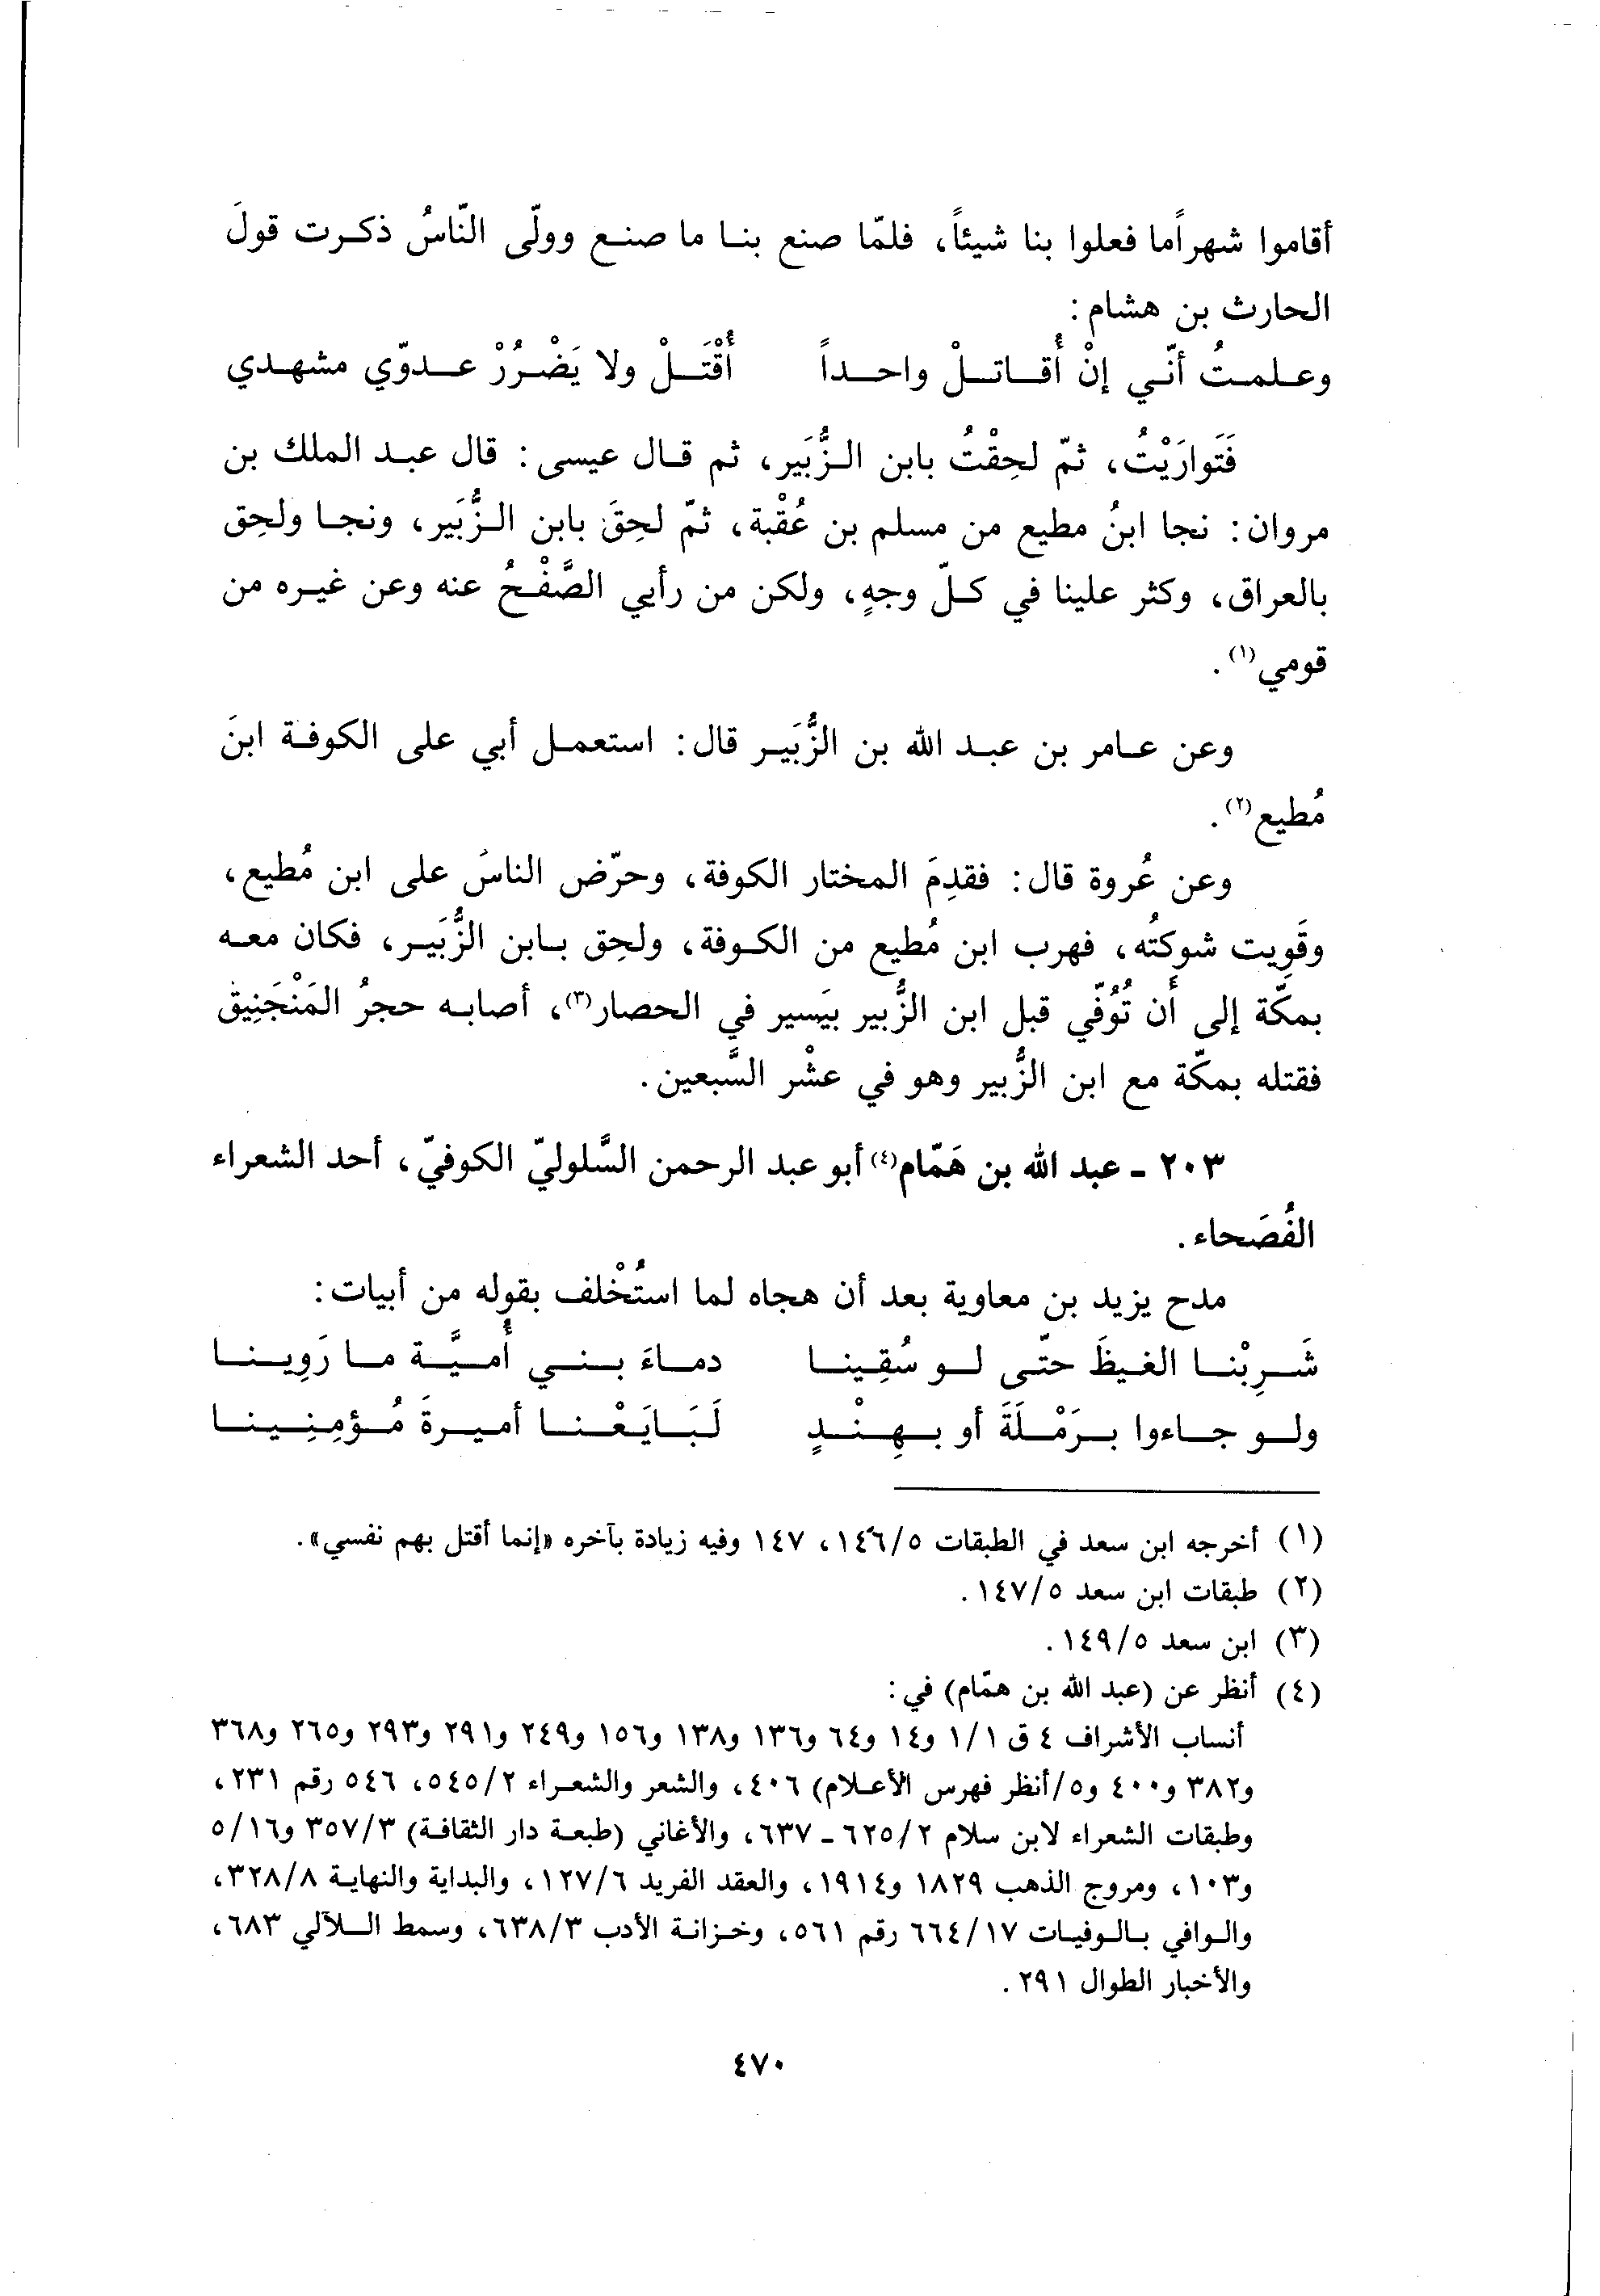 أقاموا شهراً ما فعلوا بنا شيئاً، فلمّا صنع بنا ما صنع وولّى النّاسُ ذكرت قولَ
الحارث بن هشام:
وعلمتُ أنّي إنْ أُقاتلْ واحداً أُقْتَلْ ولا يَضْرُرْ عدوّي مشهدي
فَتَوارَيْتُ، ثمّ لحِقْتُ بابن الزُّبَير، ثم قال عيسى: قال عبد الملك بن
مروان: نجا ابنُ مطيع من مسلم بن عُقْبة، ثمّ لحِقَ بابن الزُّبَير، ونجا ولحِق
بالعراق، وكثر علينا في كلّ وجهٍ، ولكن من رأيي الصَّفْحُ عنه وعن غيره من
قومي(١).
وعن عامر بن عبد الله بن الزُّبَير قال: استعمل أبي على الكوفة ابنَ
مُطيع(٢).
وعن عُروة قال: فقدِمَ المختار الكوفة، وحرّض الناسُ على ابن مُطيع،
وقَوِيت شوكتُه، فهرب ابن مُطيع من الكوفة، ولحِق بابن الزُّبَير، فكان معه
بمكّة إلى أن تُوُفّي قبل ابن الزُّبير بيَسير في الحصار(٣)، أصابه حجرُ المَنْجَنِيق
فقتله بمكّة مع ابن الزُّبير وهو في عشْر السَّبعين.
٢٠٣ - عبد الله بن هَمّام(٤) أبو عبد الرحمن السَّلوليّ الكوفيّ، أحد الشعراء
الفُصَحاء.
مدح يزيد بن معاوية بعد أن هجاه لما استُخْلف بقوله من أبيات:
شَرِبْنا الغيظَ حتّى لو سُقِينا دماءَ بني أُميَّة ما رَوِينا
ولو جاءوا برَمْلَةَ أو بهِنْدٍ لَبَايَعْنا أميرةَ مُؤمِنِينا
(١) أخرجه ابن سعد في الطبقات ١٤٦/٥، ١٤٧ وفيه زيادة بآخره «إنما أقتل بهم نفسي».
(٢) طبقات ابن سعد ١٤٧/٥.
(٣) ابن سعد ١٤٩/٥.
(٤) أنظر عن (عبد الله بن همّام) في:
أنساب الأشراف ٤ ق ١/١ و١٤ و٦٤ و١٣٦ و١٣٨ و١٥٦ و٢٤٩ و٢٩١ و٢٩٣ و٢٦٥ و٣٦٨
و٣٨٢ و٤٠٠ و٥/أنظر فهرس الأعلام) ٤٠٦، والشعر والشعراء ٥٤٥/٢، ٥٤٦ رقم ٢٣١،
وطبقات الشعراء لابن سلام ٦٢٥/٢ - ٦٣٧، والأغاني (طبعة دار الثقافة) ٣٥٧/٣ و٥/١٦
و١٠٣، ومروج الذهب ١٨٢٩ و١٩١٤، والعقد الفريد ١٢٧/٦، والبداية والنهاية ٣٢٨/٨،
والوافي بالوفيات ٦٦٤/١٧ رقم ٥٦١، وخزانة الأدب ٦٣٨/٣، وسمط اللآلي ٦٨٣،
والأخبار الطوال ٢٩١.
٤٧٠